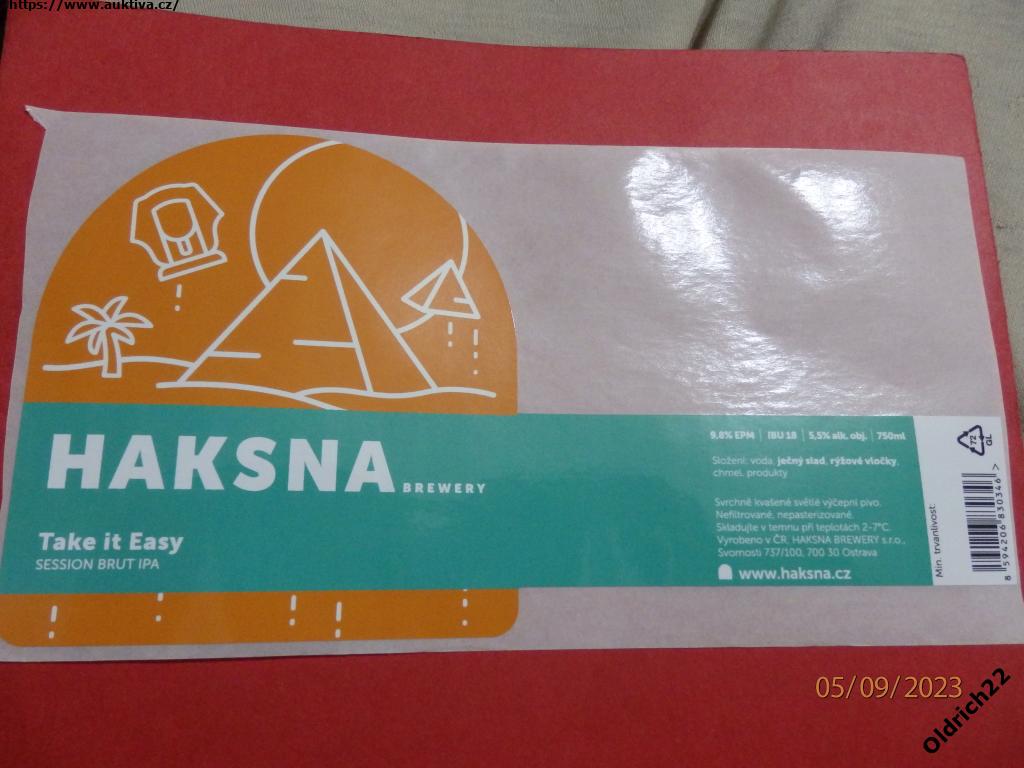 https://www.auktiva.cz/
HAKSNA
BREWERY
Take it Easy
SESSION BRUT IPA
9,8% EPM | IBU 18 | 5,5% alk. obj. | 750ml
Složení: voda, ječný slad, rýžové vločky,
chmel, produkty
Svrchně kvašené světlé výčepní pivo.
Nefiltrované, nepasterizované.
Skladujte v temnu při teplotách 2-7°C.
Vyrobeno v ČR, HAKSNA BREWERY s.r.o.,
Svornosti 737/100, 700 30 Ostrava
www.haksna.cz
Min. trvanlivost:
72
GL
8 594206 830346 >
05/09/2023
Oldrich22